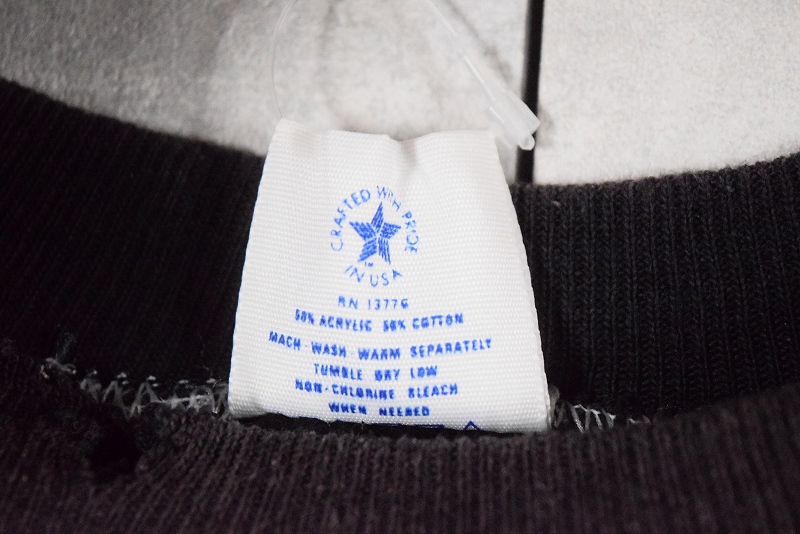 CRAFTED WITH PRIDE
TM
IN USA
RN 13776
50% ACRYLIC 50% COTTON
MACH-WASH WARM SEPARATELY
TUMBLE DRY LOW
NON-CHLORINE BLEACH
WHEN NEEDED